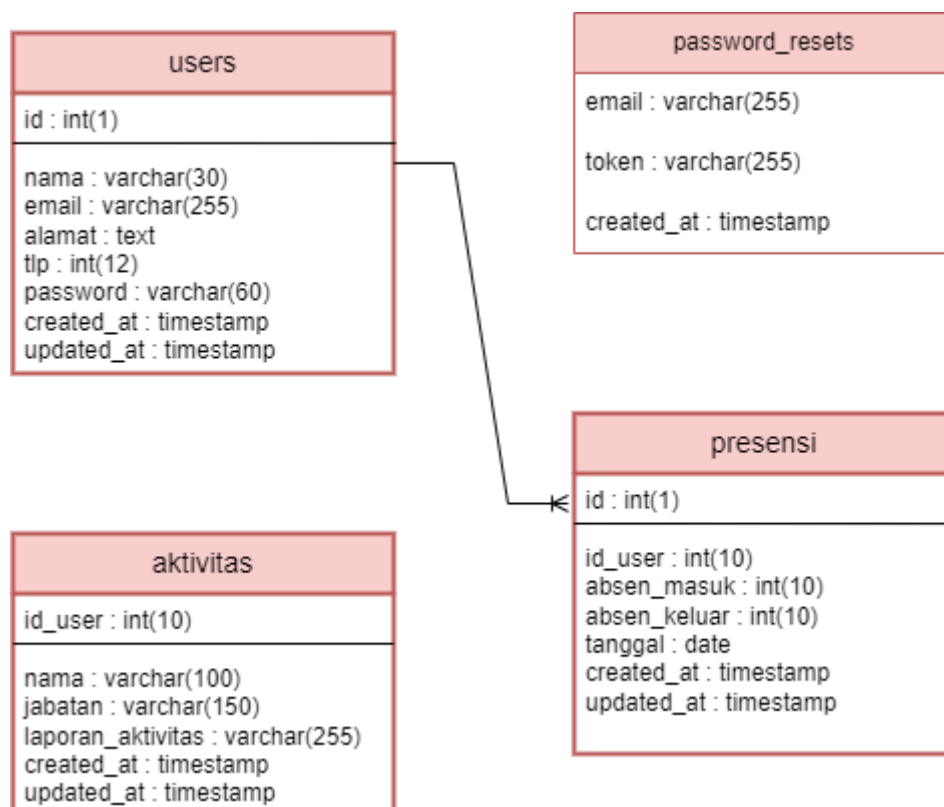 users
id : int(1)
nama : varchar(30)
email : varchar(255)
alamat : text
tlp : int(12)
password : varchar(60)
created_at : timestamp
updated_at : timestamp
password_resets
email : varchar(255)
token : varchar(255)
created_at : timestamp
aktivitas
id_user : int(10)
nama : varchar(100)
jabatan : varchar(150)
laporan_aktivitas : varchar(255)
created_at : timestamp
updated_at : timestamp
presensi
id : int(1)
id_user : int(10)
absen_masuk : int(10)
absen_keluar : int(10)
tanggal : date
created_at : timestamp
updated_at : timestamp